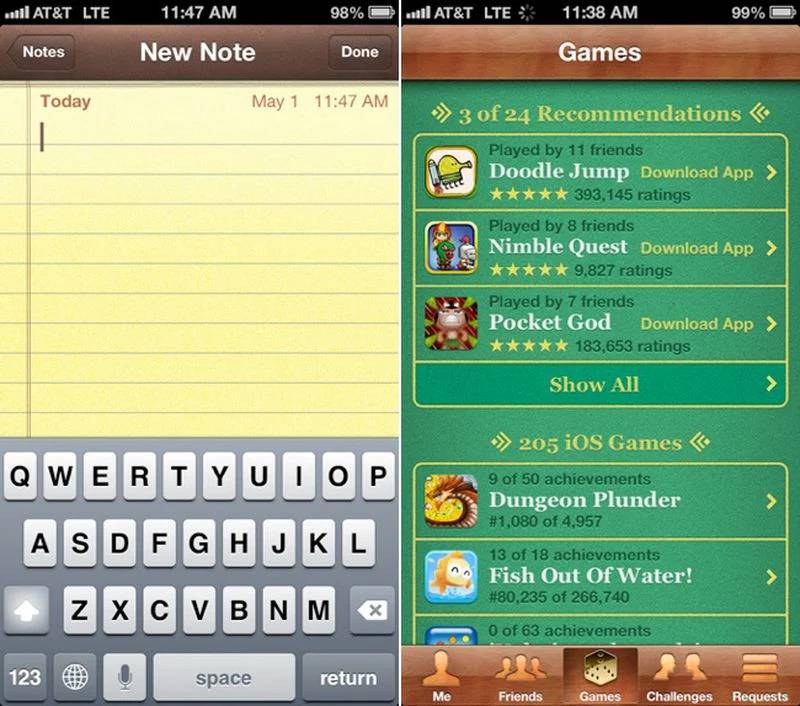 AT&T LTE 11:47 AM 98%
Notes New Note Done
Today May 1 11:47 AM
Q W E R T Y U I O P
A S D F G H J K L
Z X C V B N M
123 space return
AT&T LTE 11:38 AM 99%
Games
3 of 24 Recommendations
Played by 11 friends
Doodle Jump Download App
393,145 ratings
Played by 8 friends
Nimble Quest Download App
9,827 ratings
Played by 7 friends
Pocket God Download App
183,653 ratings
Show All
205 iOS Games
9 of 50 achievements
Dungeon Plunder
#1,080 of 4,957
13 of 18 achievements
Fish Out Of Water!
#80,235 of 266,740
0 of 63 achievements
Me Friends Games Challenges Requests